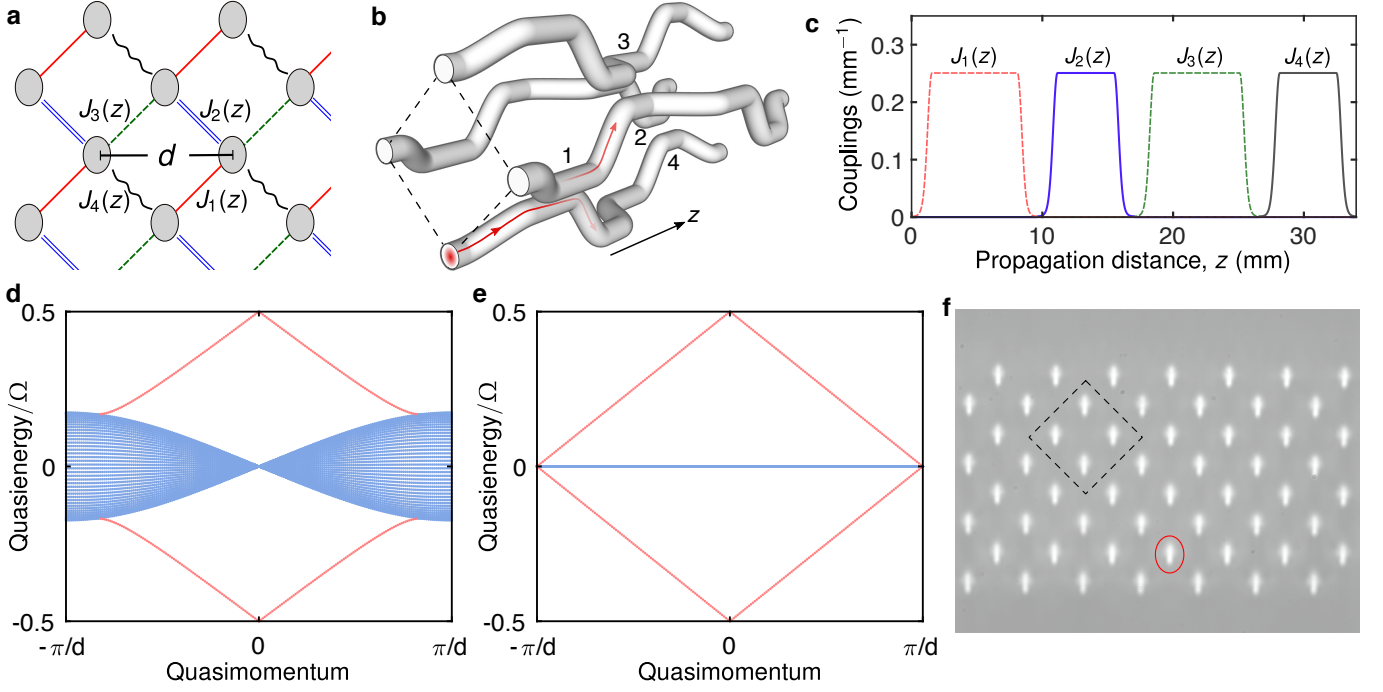 a
J₃(z) J₂(z)
d
J₄(z) J₁(z)
b
3
1
2
4
z
c
Couplings (mm⁻¹)
0.3
0.2
0.1
0
J₁(z) J₂(z) J₃(z) J₄(z)
0 10 20 30
Propagation distance, z (mm)
d
Quasienergy/Ω
0.5
0
-0.5
-π/d 0 π/d
Quasimomentum
e
Quasienergy/Ω
0.5
0
-0.5
-π/d 0 π/d
Quasimomentum
f